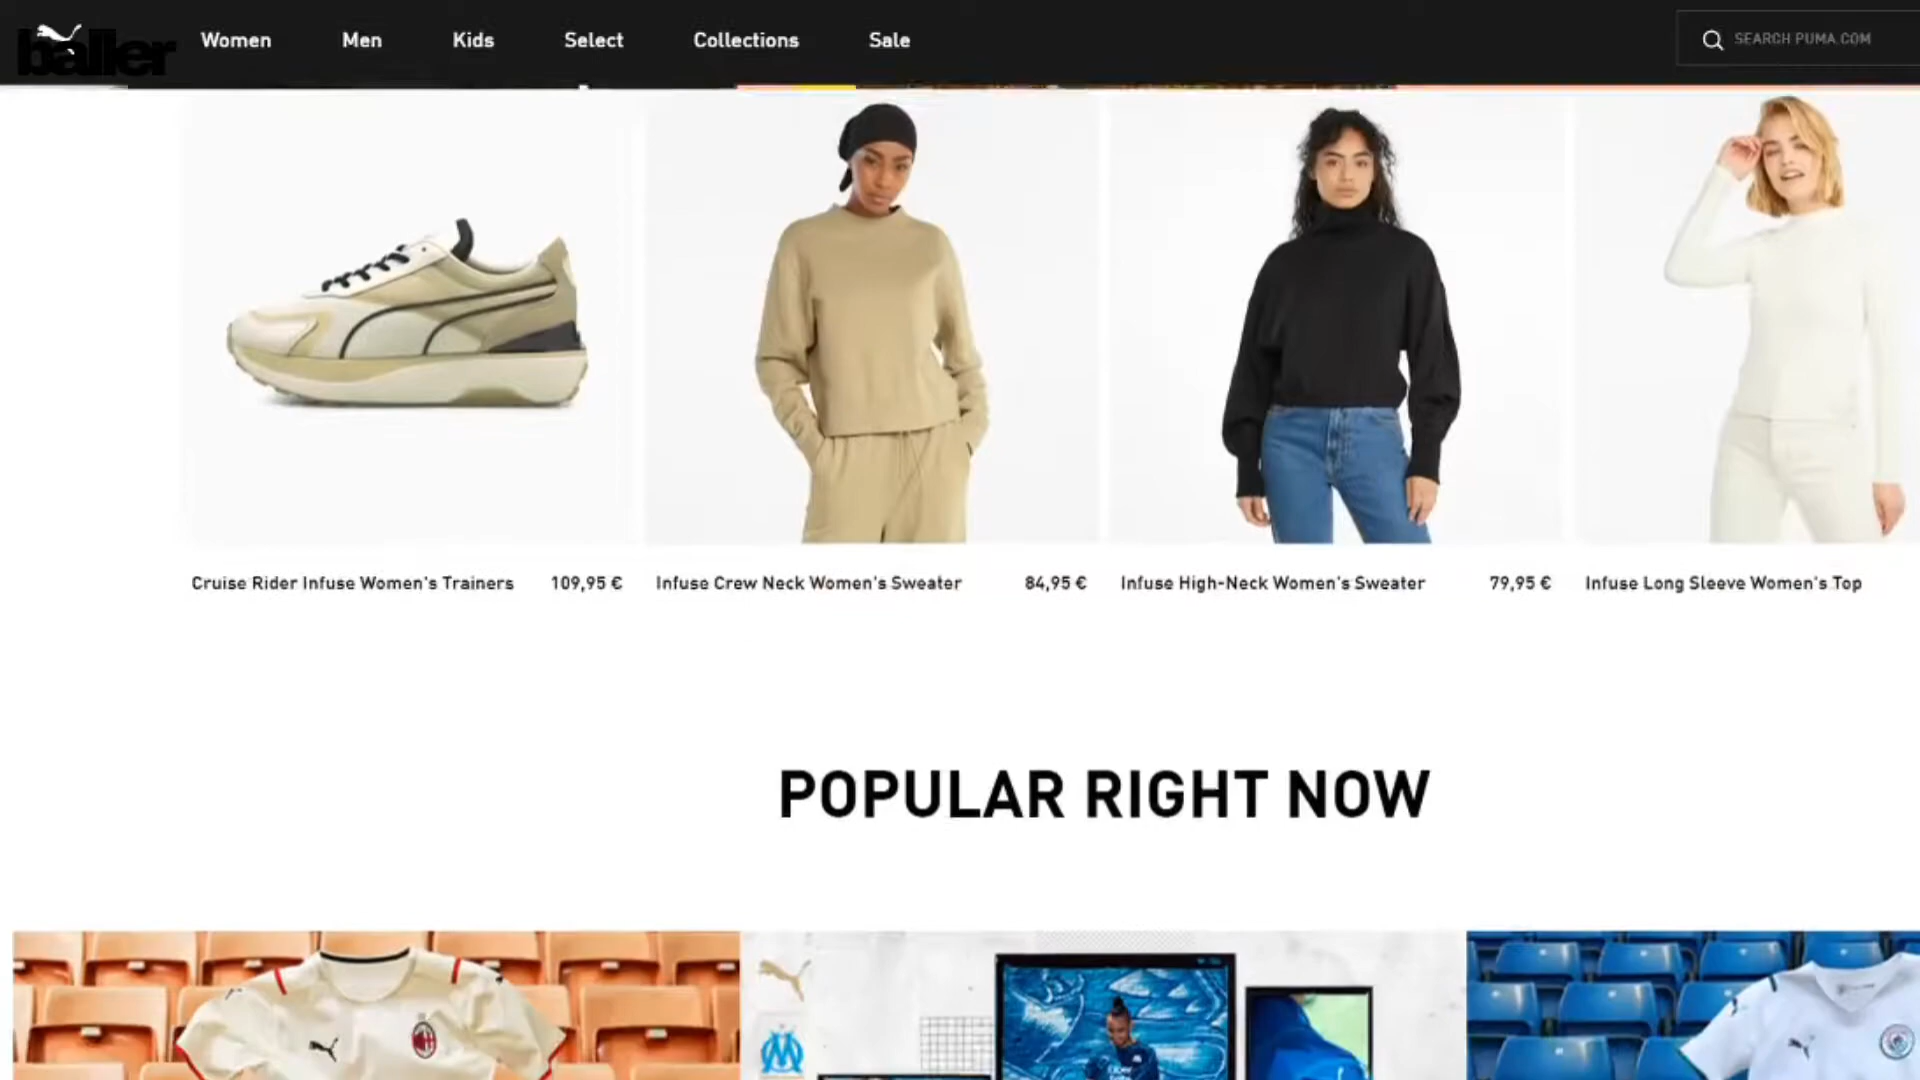 baller
Women Men Kids Select Collections Sale
SEARCH PUMA.COM
Cruise Rider Infuse Women's Trainers 109,95 €
Infuse Crew Neck Women's Sweater 84,95 €
Infuse High-Neck Women's Sweater 79,95 €
Infuse Long Sleeve Women's Top
POPULAR RIGHT NOW